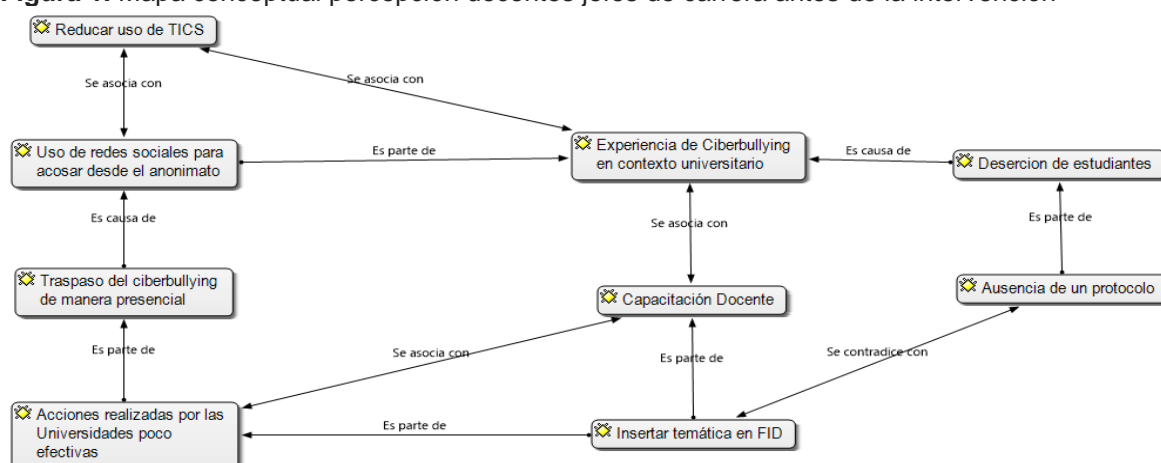 Figura 1. Mapa conceptual percepción docentes jefes de carrera antes de la intervención
Reducar uso de TICS
Se asocia con
Se asocia con
Uso de redes sociales para
acosar desde el anonimato
Es parte de
Experiencia de Ciberbullying
en contexto universitario
Es causa de
Desercion de estudiantes
Es causa de
Se asocia con
Es parte de
Traspaso del ciberbullying
de manera presencial
Capacitación Docente
Ausencia de un protocolo
Es parte de
Se asocia con
Es parte de
Se contradice con
Acciones realizadas por las
Universidades poco
efectivas
Es parte de
Insertar temática en FID